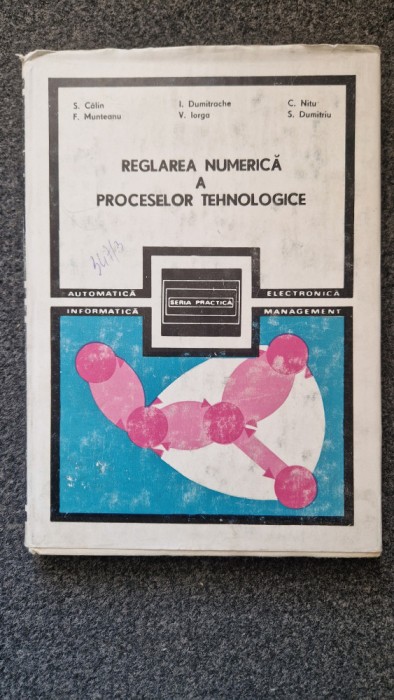 S. Călin I. Dumitrache C. Nitu
F. Munteanu V. Iorga S. Dumitriu
REGLAREA NUMERICĂ
A
PROCESELOR TEHNOLOGICE
AUTOMATICĂ ELECTRONICĂ
SERIA PRACTICĂ
INFORMATICĂ MANAGEMENT